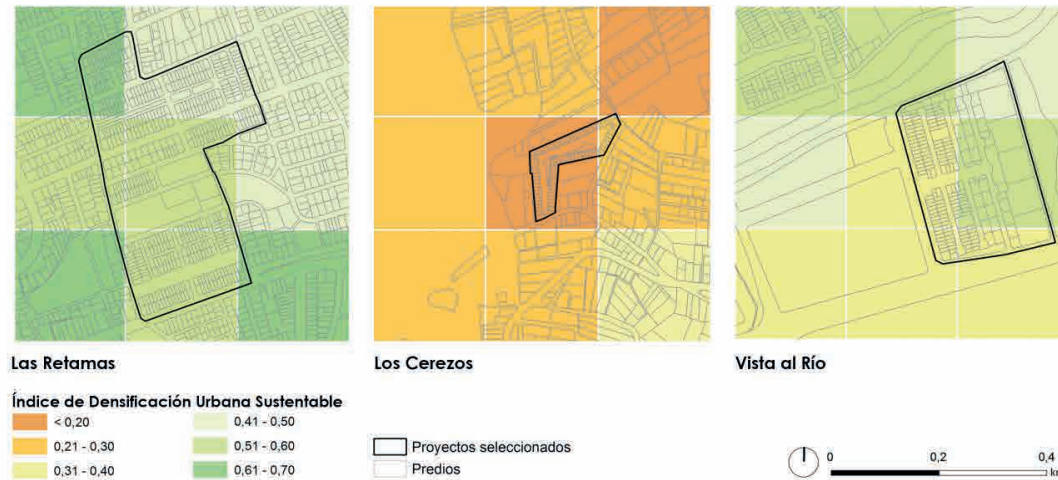 Las Retamas
Los Cerezos
Vista al Río
Índice de Densificación Urbana Sustentable
< 0,20
0,21 - 0,30
0,31 - 0,40
0,41 - 0,50
0,51 - 0,60
0,61 - 0,70
Proyectos seleccionados
Predios
0 0,2 0,4
km